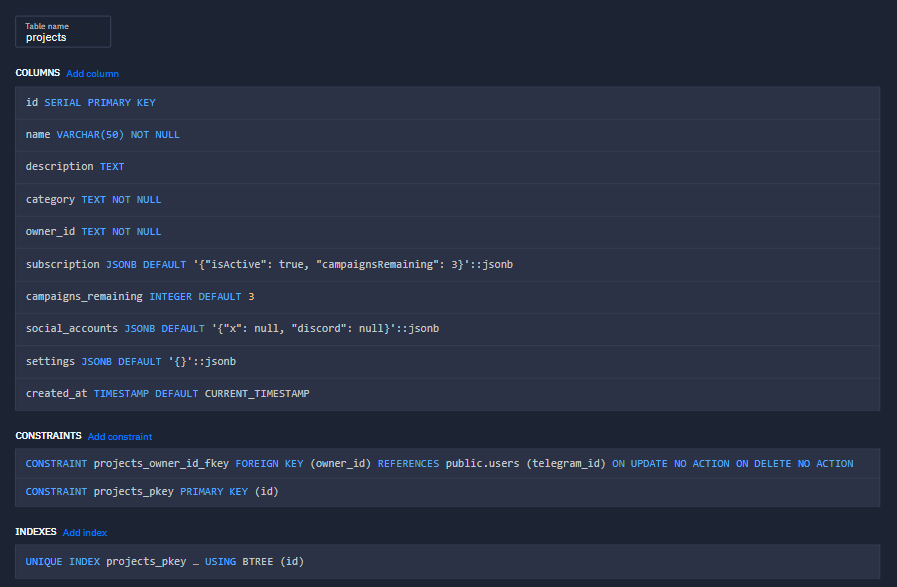 Table name
projects
COLUMNS Add column
id SERIAL PRIMARY KEY
name VARCHAR(50) NOT NULL
description TEXT
category TEXT NOT NULL
owner_id TEXT NOT NULL
subscription JSONB DEFAULT '{"isActive": true, "campaignsRemaining": 3}'::jsonb
campaigns_remaining INTEGER DEFAULT 3
social_accounts JSONB DEFAULT '{"x": null, "discord": null}'::jsonb
settings JSONB DEFAULT '{}'::jsonb
created_at TIMESTAMP DEFAULT CURRENT_TIMESTAMP
CONSTRAINTS Add constraint
CONSTRAINT projects_owner_id_fkey FOREIGN KEY (owner_id) REFERENCES public.users (telegram_id) ON UPDATE NO ACTION ON DELETE NO ACTION
CONSTRAINT projects_pkey PRIMARY KEY (id)
INDEXES Add index
UNIQUE INDEX projects_pkey … USING BTREE (id)